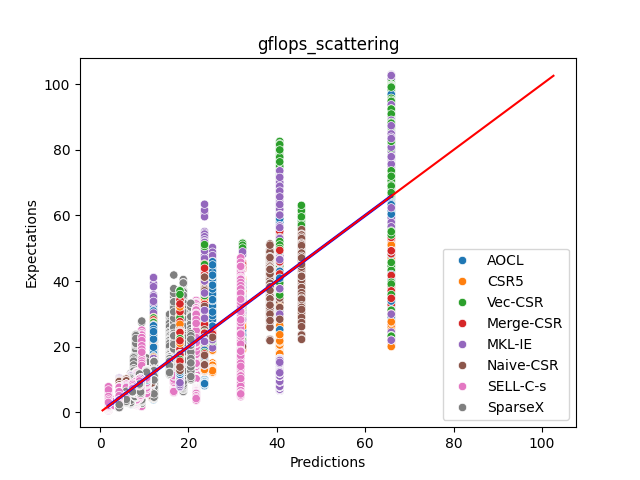 gflops_scattering
Expectations
100
80
60
40
20
0
0 20 40 60 80 100
Predictions
AOCL
CSR5
Vec-CSR
Merge-CSR
MKL-IE
Naive-CSR
SELL-C-s
SparseX